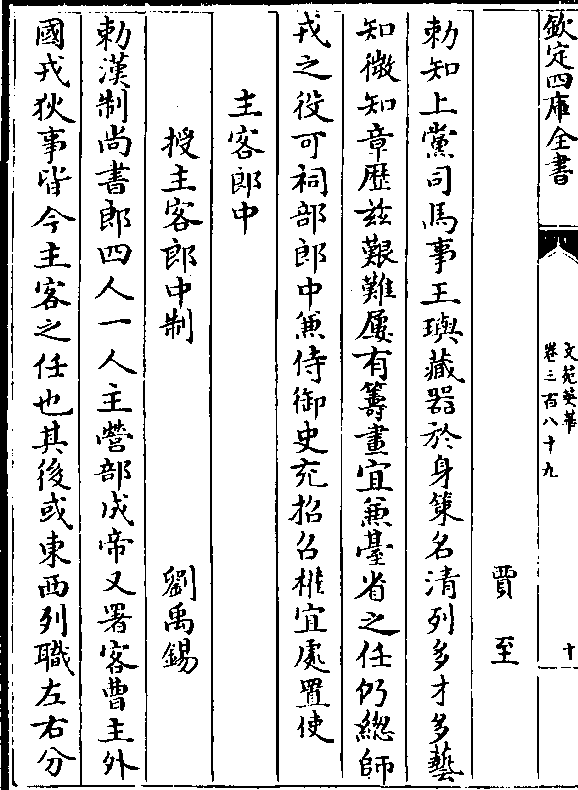 欽定四庫全書
文苑英華
卷三百八十九
十
賈至
勅知上黨司馬事王璵藏器於身策名清列多才多藝
知微知章歴兹艱難屢有籌畫宜兼臺省之任仍總師
戎之役可祠部郎中兼侍御史充招召櫁宜處置使
主客郎中
授主客郎中制
劉禹錫
勅漢制尚書郎四人一人主營部成帝又署客曹主外
國戎狄事皆今主客之任也其後或東西列職左右分